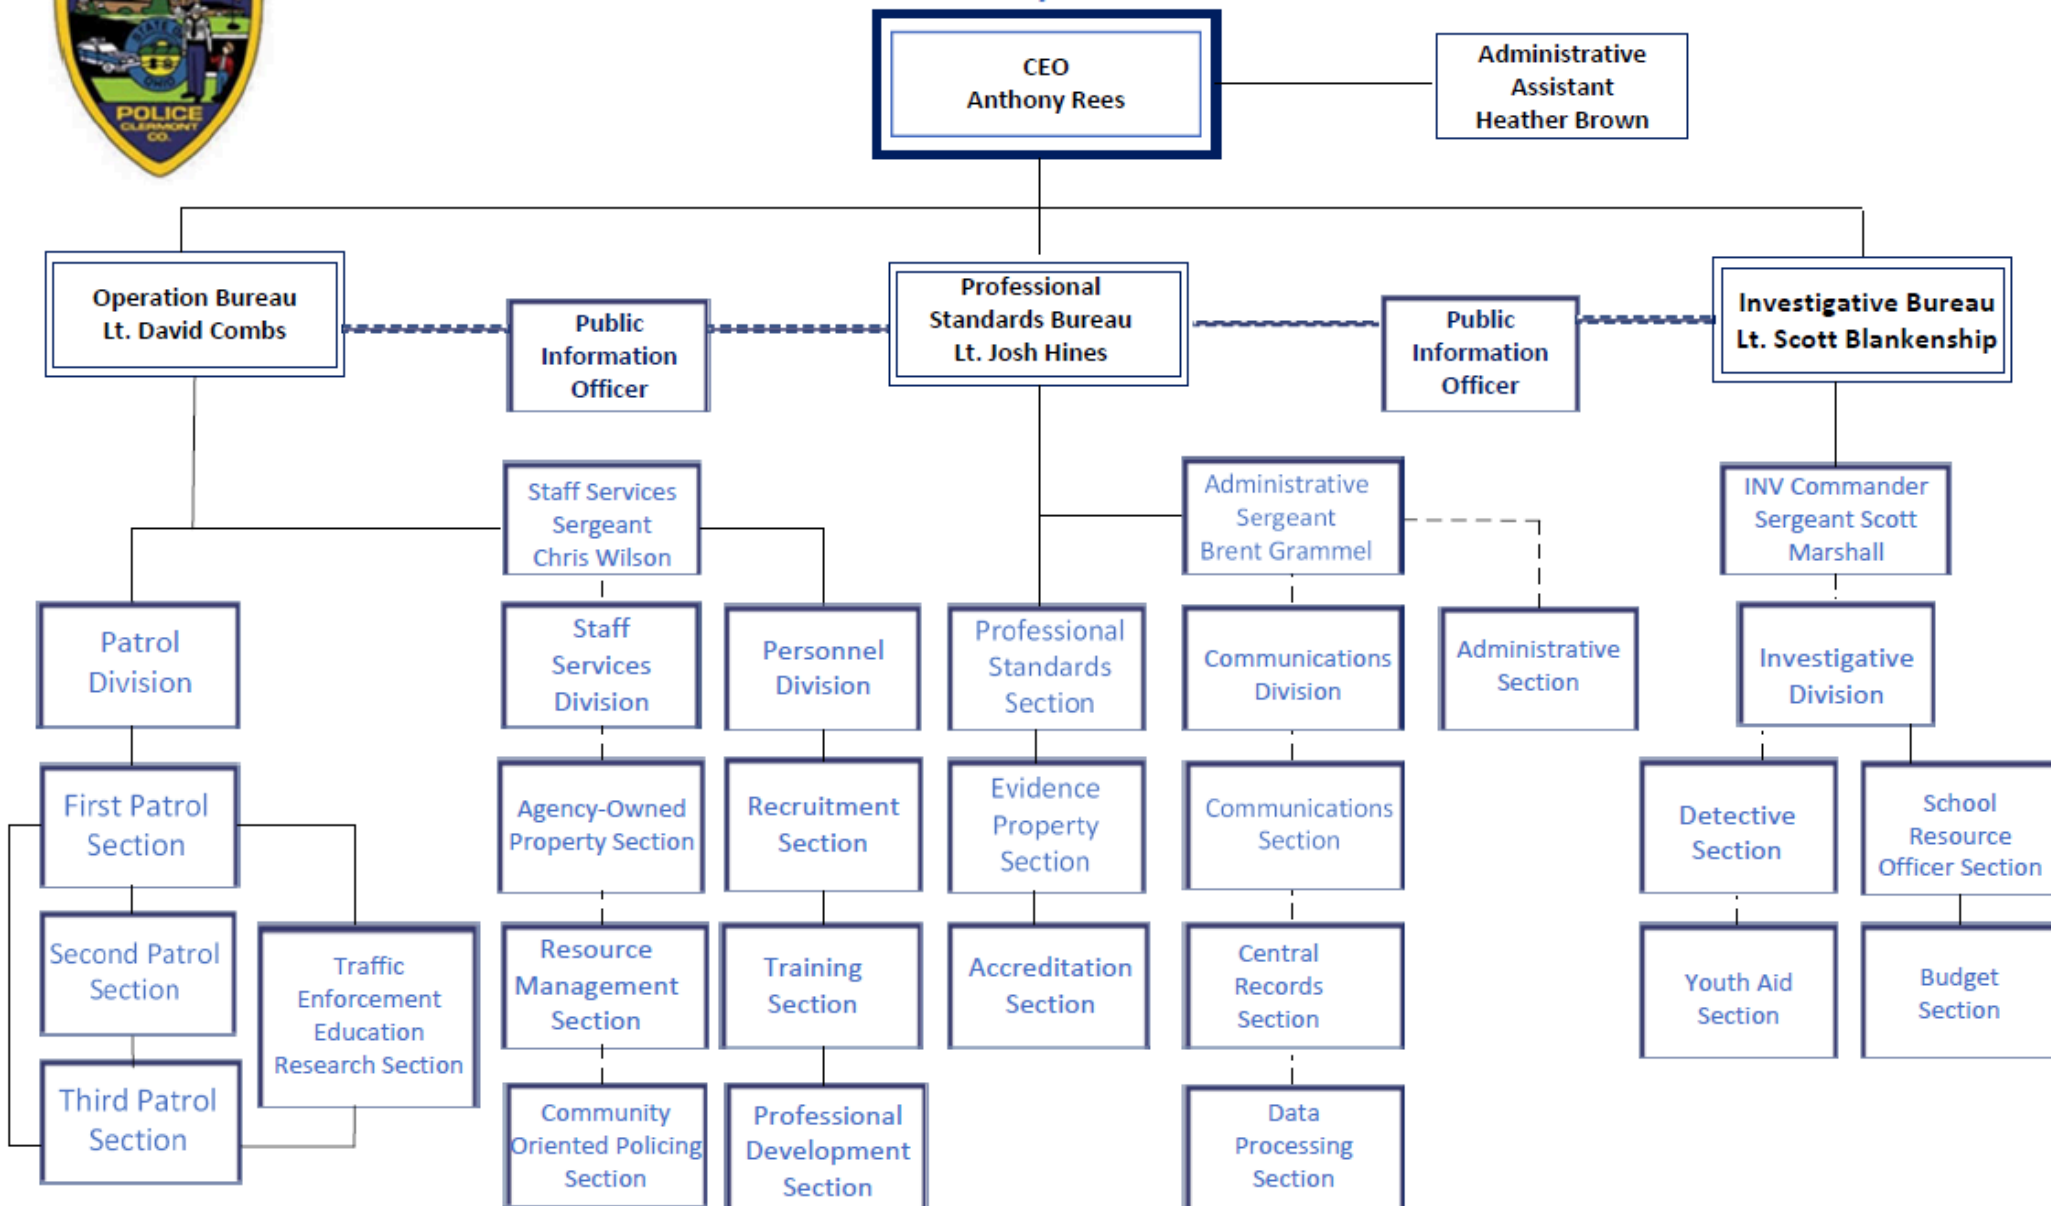 STATE OF
OHIO
POLICE
CLERMONT
CO.
CEO
Anthony Rees
Administrative
Assistant
Heather Brown
Operation Bureau
Lt. David Combs
Public
Information
Officer
Professional
Standards Bureau
Lt. Josh Hines
Public
Information
Officer
Investigative Bureau
Lt. Scott Blankenship
Staff Services
Sergeant
Chris Wilson
Administrative
Sergeant
Brent Grammel
INV Commander
Sergeant Scott
Marshall
Patrol
Division
Staff
Services
Division
Personnel
Division
Professional
Standards
Section
Communications
Division
Administrative
Section
Investigative
Division
First Patrol
Section
Agency-Owned
Property Section
Recruitment
Section
Evidence
Property
Section
Communications
Section
Detective
Section
School
Resource
Officer Section
Second Patrol
Section
Traffic
Enforcement
Education
Research Section
Resource
Management
Section
Training
Section
Accreditation
Section
Central
Records
Section
Youth Aid
Section
Budget
Section
Third Patrol
Section
Community
Oriented Policing
Section
Professional
Development
Section
Data
Processing
Section